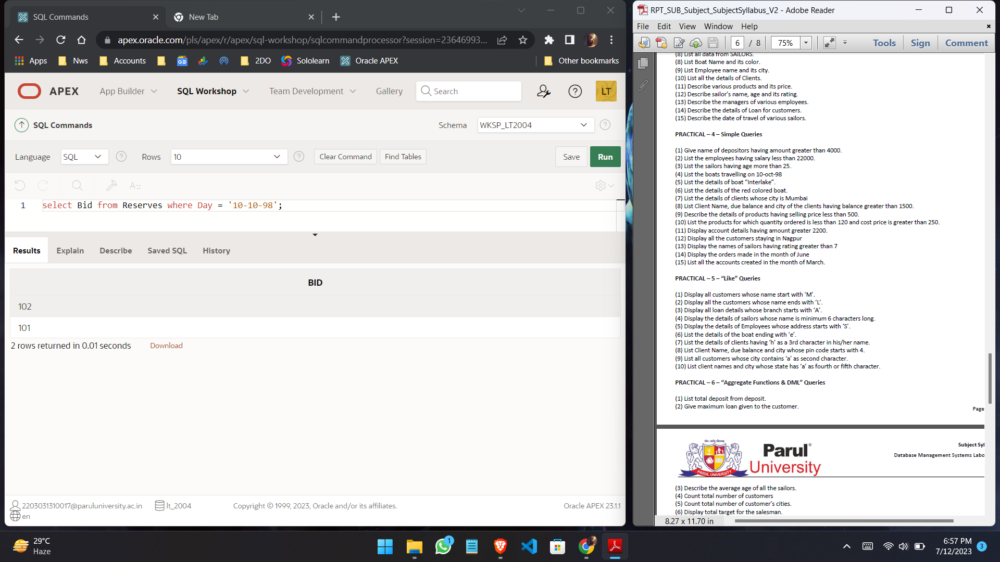 SQL Commands
New Tab
apex.oracle.com/pls/apex/r/apex/sql-workshop/sqlcommandprocessor?session=23646993...
Apps
Nws
Accounts
2DO
Sololearn
Oracle APEX
Other bookmarks
APEX
App Builder
SQL Workshop
Team Development
Gallery
Search
LT
SQL Commands
Schema
WKSP_LT2004
Language
SQL
Rows
10
Clear Command
Find Tables
Save
Run
1 select Bid from Reserves where Day = '10-10-98';
Results
Explain
Describe
Saved SQL
History
BID
102
101
2 rows returned in 0.01 seconds
Download
2203031310017@paruluniversity.ac.in
lt_2004
Copyright © 1999, 2023, Oracle and/or its affiliates.
Oracle APEX 23.1.1
en
RPT_SUB_Subject_SubjectSyllabus_V2 - Adobe Reader
File Edit View Window Help
6 / 8
75%
Tools
Sign
Comment
(8) List all data from SAILORS.
(8) List Boat Name and its color.
(9) List Employee name and its city.
(10) List all the details of Clients.
(11) Describe various products and its price.
(12) Describe sailor's name, age and its rating.
(13) Describe the managers of various employees.
(14) Describe the details of Loan for customers.
(15) Describe the date of travel of various sailors.
PRACTICAL – 4 – Simple Queries
(1) Give name of depositors having amount greater than 4000.
(2) List the employees having salary less than 22000.
(3) List the sailors having age more than 25.
(4) List the boats travelling on 10-oct-98
(5) List the details of boat “Interlake”.
(6) List the details of the red colored boat.
(7) List the details of clients whose city is Mumbai
(8) List Client Name, due balance and city of the clients having balance greater than 1500.
(9) Describe the details of products having selling price less than 500.
(10) List the products for which quantity ordered is less than 120 and cost price is greater than 250.
(11) Display account details having amount greater 2200.
(12) Display all the customers staying in Nagpur
(13) Display the names of sailors having rating greater than 7
(14) Display the orders made in the month of June
(15) List all the accounts created in the month of March.
PRACTICAL – 5 – “Like” Queries
(1) Display all customers whose name start with ‘M’.
(2) Display all the customers whose name ends with ‘L’.
(3) Display all loan details whose branch starts with ‘A’.
(4) Display the details of sailors whose name is minimum 6 characters long.
(5) Display the details of Employees whose address starts with ‘S’.
(6) List the details of the boat ending with ‘e’.
(7) List the details of clients having ‘h’ as a 3rd character in his/her name.
(8) List Client Name, due balance and city whose pin code starts with 4.
(9) List all customers whose city contains ‘a’ as second character.
(10) List client names and city whose state has ‘a’ as fourth or fifth character.
PRACTICAL – 6 – “Aggregate Functions & DML” Queries
(1) List total deposit from deposit.
(2) Give maximum loan given to the customer.
Page
PARUL UNIVERSITY
Parul®
University
Subject Syl
Database Management Systems Labo
(3) Describe the average age of all the sailors.
(4) Count total number of customers
(5) Count total number of customer's cities.
(6) Display total target for the salesman.
8.27 x 11.70 in
29°C
Haze
1
6:57 PM
7/12/2023
3